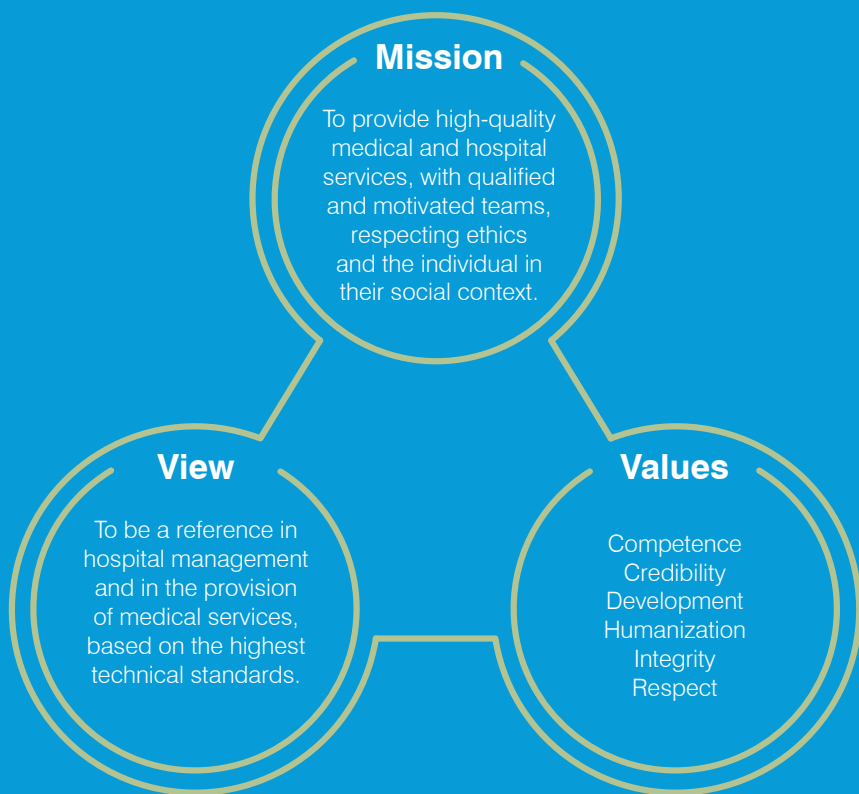 Mission
To provide high-quality
medical and hospital
services, with qualified
and motivated teams,
respecting ethics
and the individual in
their social context.
View
To be a reference in
hospital management
and in the provision
of medical services,
based on the highest
technical standards.
Values
Competence
Credibility
Development
Humanization
Integrity
Respect